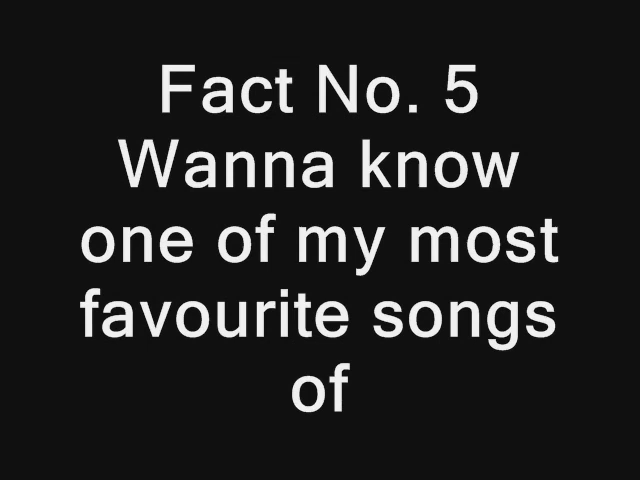 Fact No. 5
Wanna know
one of my most
favourite songs
of